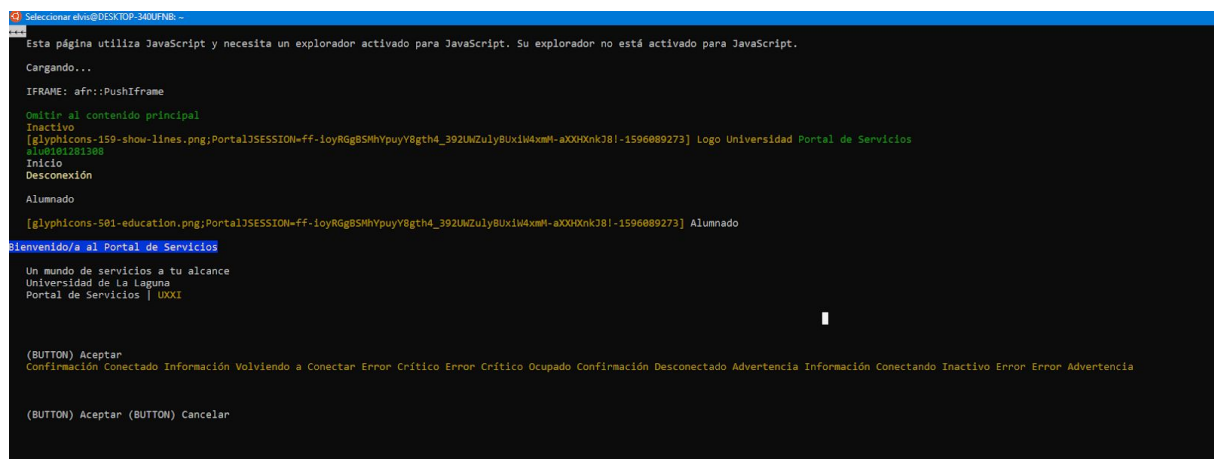 Seleccionar elvis@DESKTOP-340UFNB: ~
←←←
Esta página utiliza JavaScript y necesita un explorador activado para JavaScript. Su explorador no está activado para JavaScript.
Cargando...
IFRAME: afr::PushIframe
Omitir al contenido principal
Inactivo
[glyphicons-159-show-lines.png;PortalJSESSION=ff-ioyRGgBSMhYpuyY8gth4_392UWZulyBUxiW4xmM-aXXHXnkJ8!-1596089273] Logo Universidad Portal de Servicios
alu0101281308
Inicio
Desconexión
Alumnado
[glyphicons-501-education.png;PortalJSESSION=ff-ioyRGgBSMhYpuyY8gth4_392UWZulyBUxiW4xmM-aXXHXnkJ8!-1596089273] Alumnado
Bienvenido/a al Portal de Servicios
Un mundo de servicios a tu alcance
Universidad de La Laguna
Portal de Servicios | UXXI
(BUTTON) Aceptar
Confirmación Conectado Información Volviendo a Conectar Error Crítico Error Crítico Ocupado Confirmación Desconectado Advertencia Información Conectando Inactivo Error Error Advertencia
(BUTTON) Aceptar (BUTTON) Cancelar